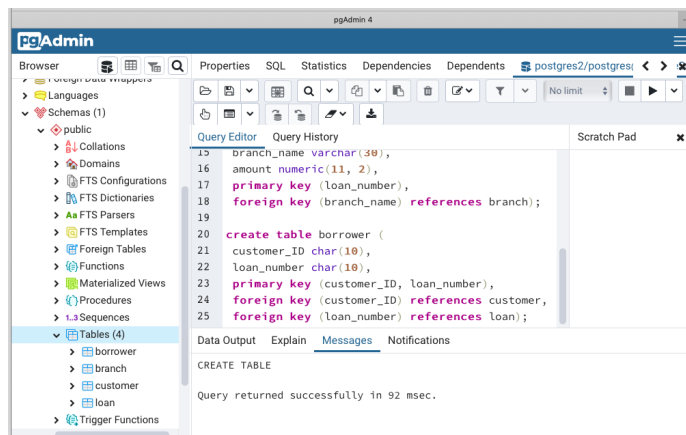 pgAdmin 4
pgAdmin
Browser
Properties SQL Statistics Dependencies Dependents postgres2/postgres
Foreign Data Wrappers
Languages
Schemas (1)
public
Collations
Domains
FTS Configurations
FTS Dictionaries
Aa FTS Parsers
FTS Templates
Foreign Tables
Functions
Materialized Views
Procedures
1..3 Sequences
Tables (4)
borrower
branch
customer
loan
Trigger Functions
No limit
Query Editor Query History
Scratch Pad
15 branch_name varchar(30),
16 amount numeric(11, 2),
17 primary key (loan_number),
18 foreign key (branch_name) references branch);
19
20 create table borrower (
21 customer_ID char(10),
22 loan_number char(10),
23 primary key (customer_ID, loan_number),
24 foreign key (customer_ID) references customer,
25 foreign key (loan_number) references loan);
Data Output Explain Messages Notifications
CREATE TABLE
Query returned successfully in 92 msec.